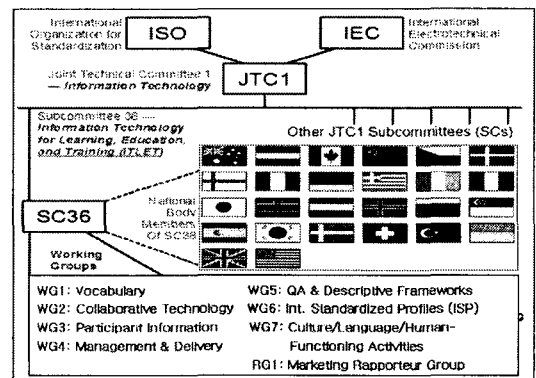 International
Organization for
Standardization
ISO
IEC
International
Electrotechnical
Commission
Joint Technical Committee 1
— Information Technology
JTC1
Subcommittee 36 —
Information Technology
for Learning, Education,
and Training (ITLET)
Other JTC1 Subcommittees (SCs)
SC36
National
Body
Members
Of SC36
Working
Groups
WG1: Vocabulary
WG2: Collaborative Technology
WG3: Participant Information
WG4: Management & Delivery
WG5: QA & Descriptive Frameworks
WG6: Int. Standardized Profiles (ISP)
WG7: Culture/Language/Human-
Functioning Activities
RG1: Marketing Rapporteur Group